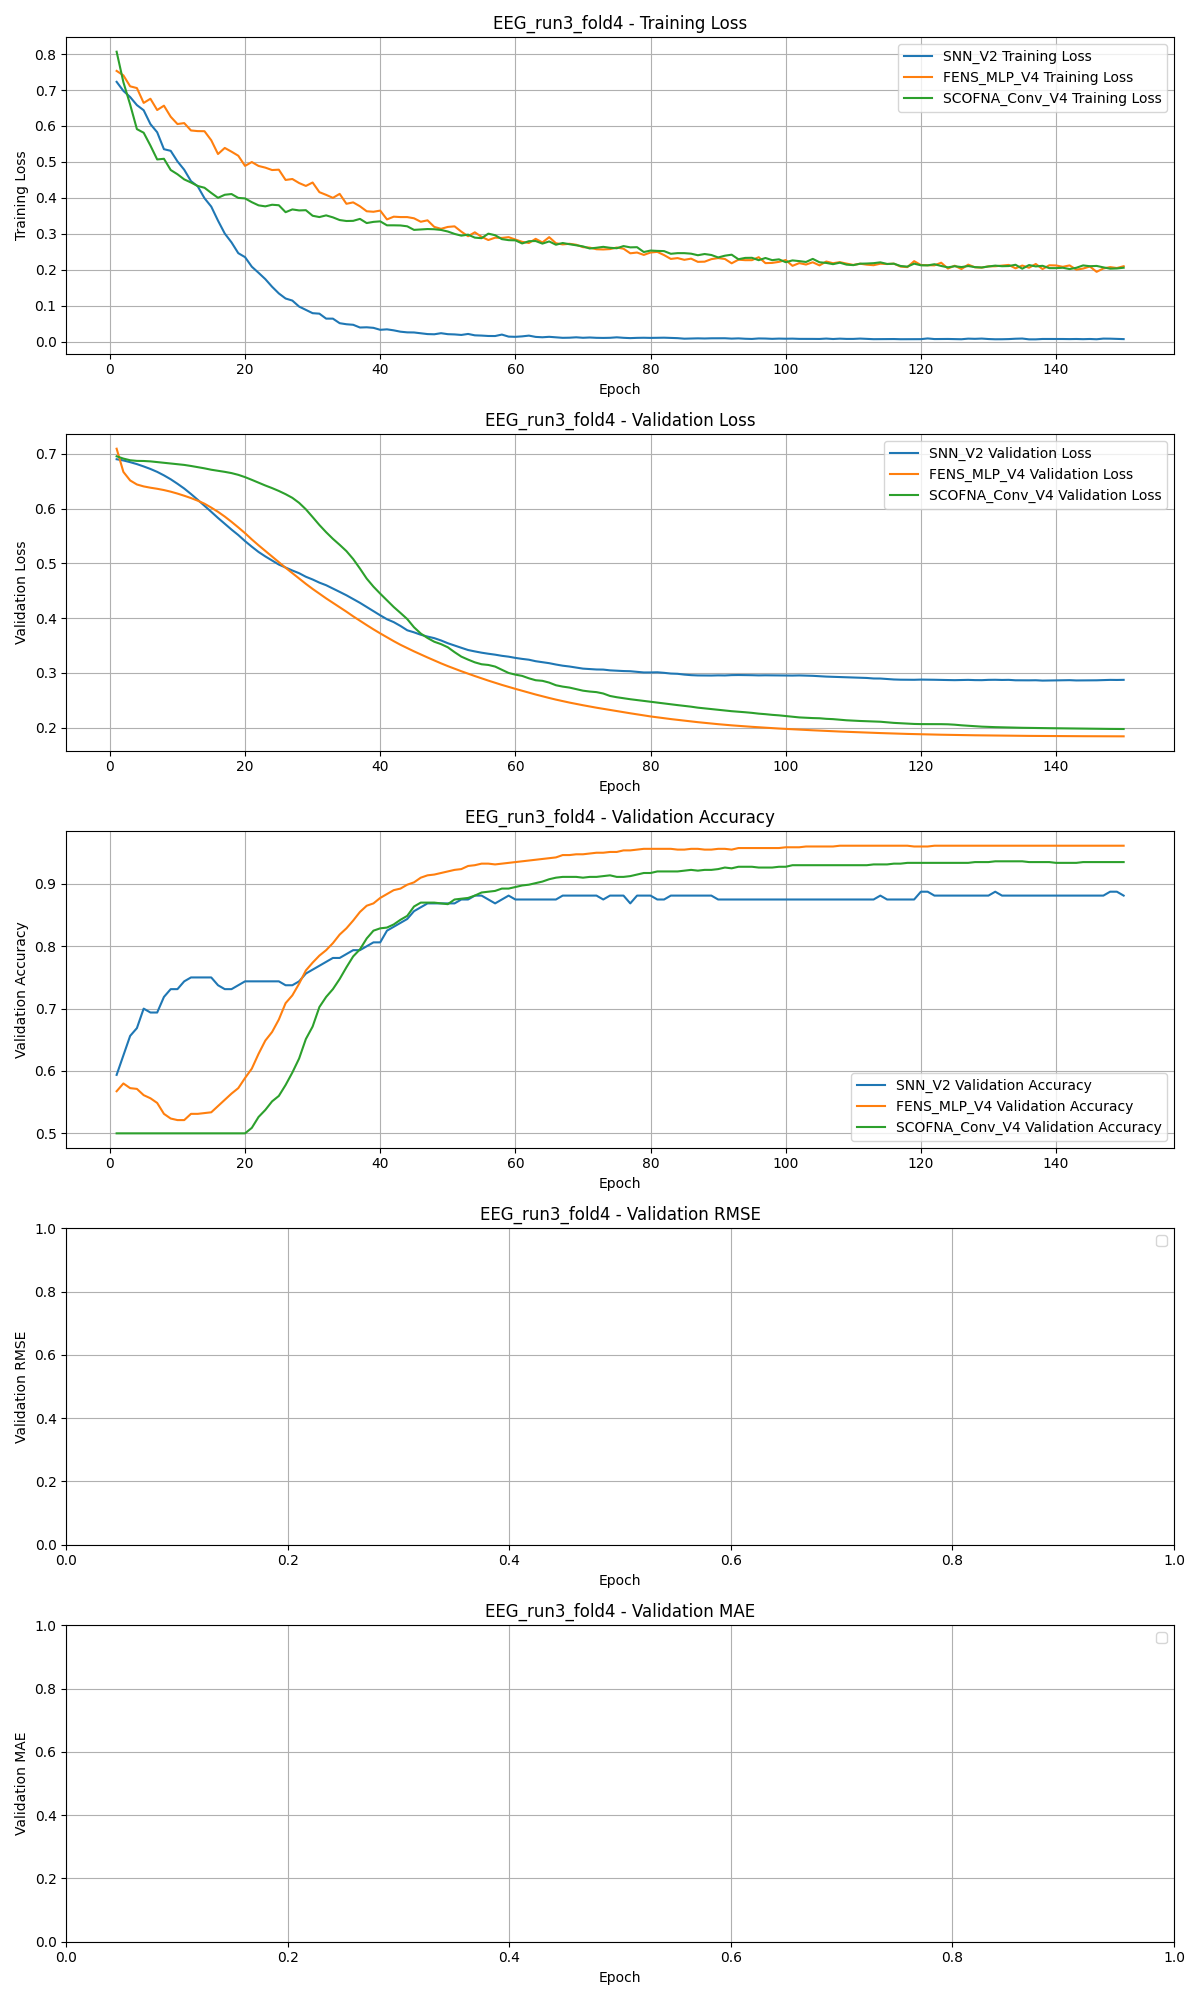 EEG_run3_fold4 - Training Loss
SNN_V2 Training Loss
FENS_MLP_V4 Training Loss
SCOFNA_Conv_V4 Training Loss
Training Loss
0.8
0.7
0.6
0.5
0.4
0.3
0.2
0.1
0.0
0 20 40 60 80 100 120 140
Epoch
EEG_run3_fold4 - Validation Loss
SNN_V2 Validation Loss
FENS_MLP_V4 Validation Loss
SCOFNA_Conv_V4 Validation Loss
Validation Loss
0.7
0.6
0.5
0.4
0.3
0.2
0 20 40 60 80 100 120 140
Epoch
EEG_run3_fold4 - Validation Accuracy
Validation Accuracy
0.9
0.8
0.7
0.6
0.5
SNN_V2 Validation Accuracy
FENS_MLP_V4 Validation Accuracy
SCOFNA_Conv_V4 Validation Accuracy
0 20 40 60 80 100 120 140
Epoch
EEG_run3_fold4 - Validation RMSE
Validation RMSE
1.0
0.8
0.6
0.4
0.2
0.0
0.0 0.2 0.4 0.6 0.8 1.0
Epoch
EEG_run3_fold4 - Validation MAE
Validation MAE
1.0
0.8
0.6
0.4
0.2
0.0
0.0 0.2 0.4 0.6 0.8 1.0
Epoch